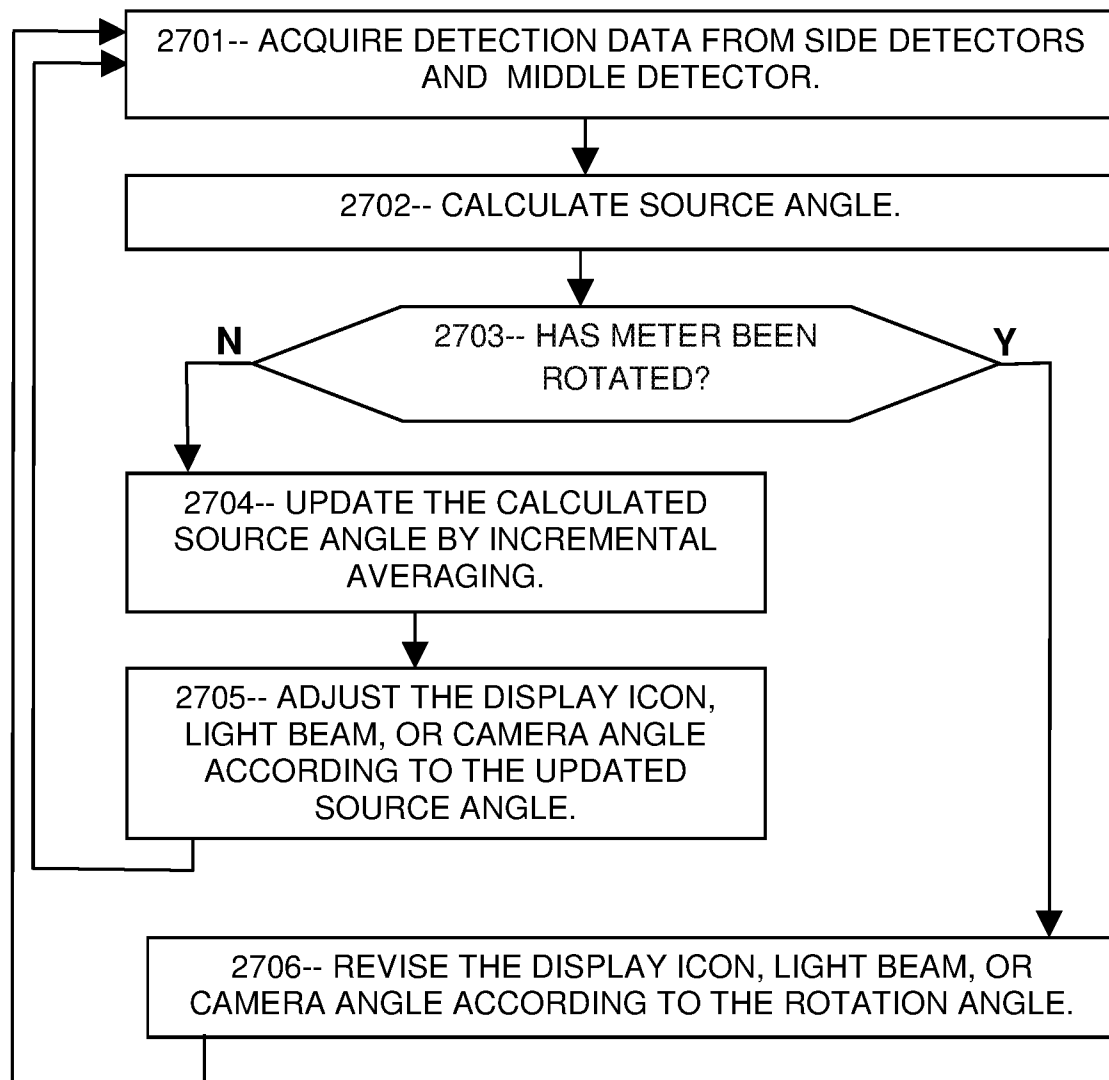 2701-- ACQUIRE DETECTION DATA FROM SIDE DETECTORS
AND MIDDLE DETECTOR.
2702-- CALCULATE SOURCE ANGLE.
N
2703-- HAS METER BEEN
ROTATED?
Y
2704-- UPDATE THE CALCULATED
SOURCE ANGLE BY INCREMENTAL
AVERAGING.
2705-- ADJUST THE DISPLAY ICON,
LIGHT BEAM, OR CAMERA ANGLE
ACCORDING TO THE UPDATED
SOURCE ANGLE.
2706-- REVISE THE DISPLAY ICON, LIGHT BEAM, OR
CAMERA ANGLE ACCORDING TO THE ROTATION ANGLE.